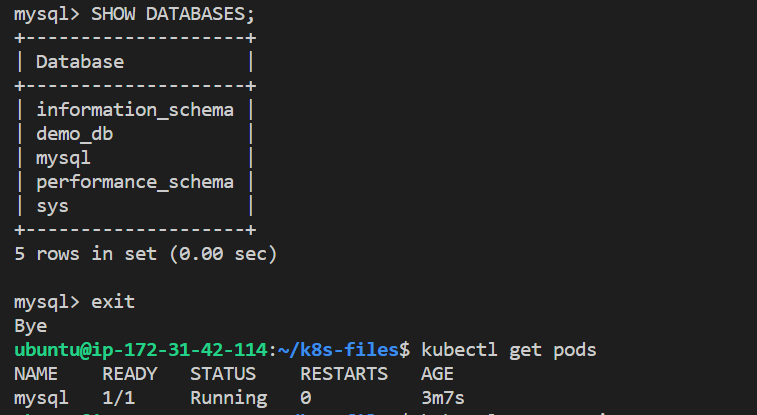 mysql> SHOW DATABASES;
+--------------------+
| Database           |
+--------------------+
| information_schema |
| demo_db            |
| mysql              |
| performance_schema |
| sys                |
+--------------------+
5 rows in set (0.00 sec)
mysql> exit
Bye
ubuntu@ip-172-31-42-114:~/k8s-files$ kubectl get pods
NAME    READY   STATUS    RESTARTS   AGE
mysql   1/1     Running   0          3m7s